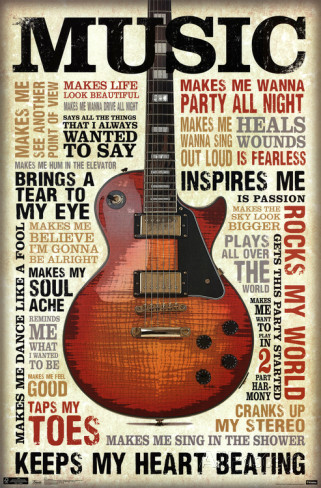 MUSIC
MAKES ME
SEE ANOTHER
POINT OF VIEW
MAKES LIFE
LOOK BEAUTIFUL
MAKES ME WANNA DRIVE ALL NIGHT
SAYS ALL THE THINGS
THAT I ALWAYS
WANTED
TO SAY
MAKES ME HUM IN THE ELEVATOR
BRINGS A
TEAR TO
MY EYE
MAKES ME DANCE LIKE A FOOL
MAKES ME
BELIEVE
I'M GONNA
BE ALRIGHT
MAKES MY
SOUL
ACHE
REMINDS
ME
WHAT
I WANTED
TO BE
MAKES ME FEEL
GOOD
TAPS MY
TOES
MAKES ME WANNA
PARTY ALL NIGHT
MAKES ME
WANNA SING
OUT LOUD
HEALS
WOUNDS
IS FEARLESS
INSPIRES ME
IS PASSION
MAKES THE
SKY LOOK
BIGGER
ROCKS MY WORLD
GETS THIS PARTY STARTED
PLAYS
ALL OVER
THE
WORLD
MAKES
ME
WANT
TO
PLAY
IN
2
PART
HAR-
MONY
CRANKS UP
MY STEREO
MAKES ME SING IN THE SHOWER
KEEPS MY HEART BEATING